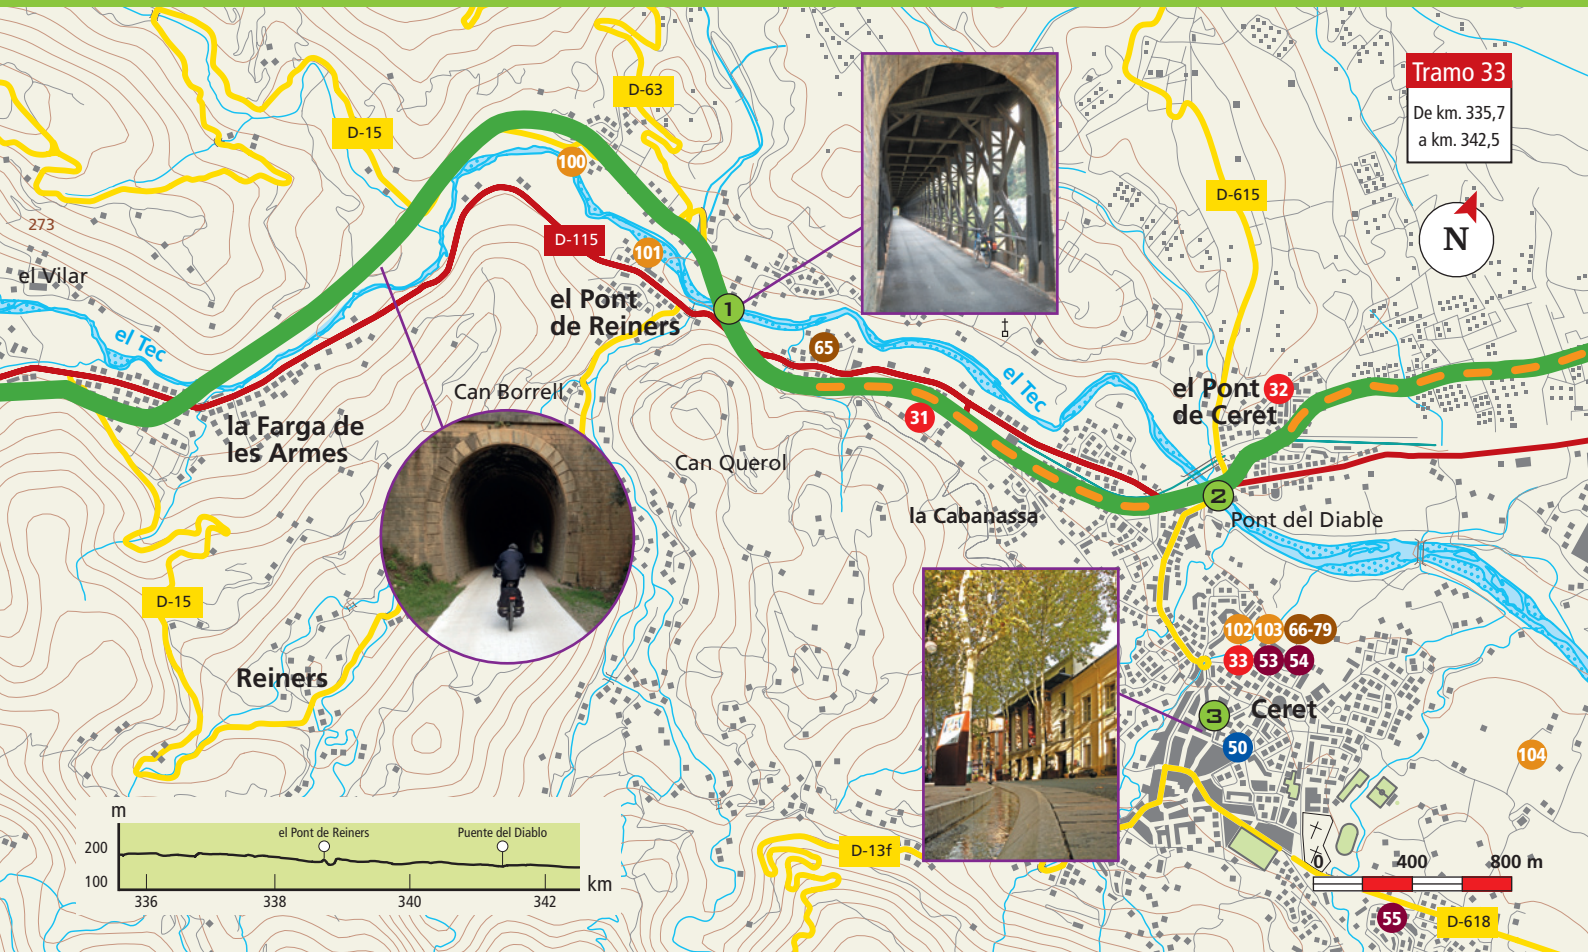 Tramo 33
De km. 335,7
a km. 342,5
N
D-63
D-15
D-615
100
273
D-115
101
el Vilar
el Pont
de Reiners
1
el Tec
65
el Tec
Can Borrell
31
el Pont
de Ceret
32
la Farga de
les Armes
Can Querol
2
la Cabanassa
Pont del Diable
D-15
102
103
66-79
33
53
54
Reiners
3
Ceret
50
104
D-13f
0
400
800 m
55
D-618
m
el Pont de Reiners
Puente del Diablo
200
100
km
336
338
340
342